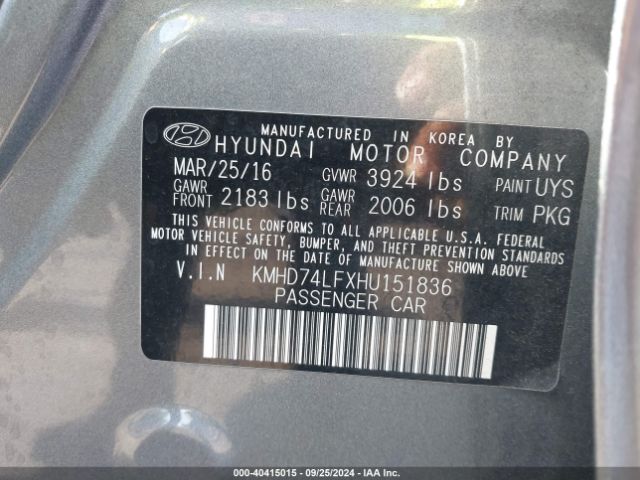 MANUFACTURED IN KOREA BY
HYUNDAI MOTOR COMPANY
MAR/25/16 GVWR 3924 lbs PAINT UYS
GAWR FRONT 2183 lbs GAWR REAR 2006 lbs TRIM PKG
THIS VEHICLE CONFORMS TO ALL APPLICABLE U.S.A. FEDERAL
MOTOR VEHICLE SAFETY, BUMPER, AND THEFT PREVENTION STANDARDS
IN EFFECT ON THE DATE OF MANUFACTURE SHOWN ABOVE
V.I.N KMHD74LFXHU151836
PASSENGER CAR
000-40415015 - 09/25/2024 - IAA Inc.